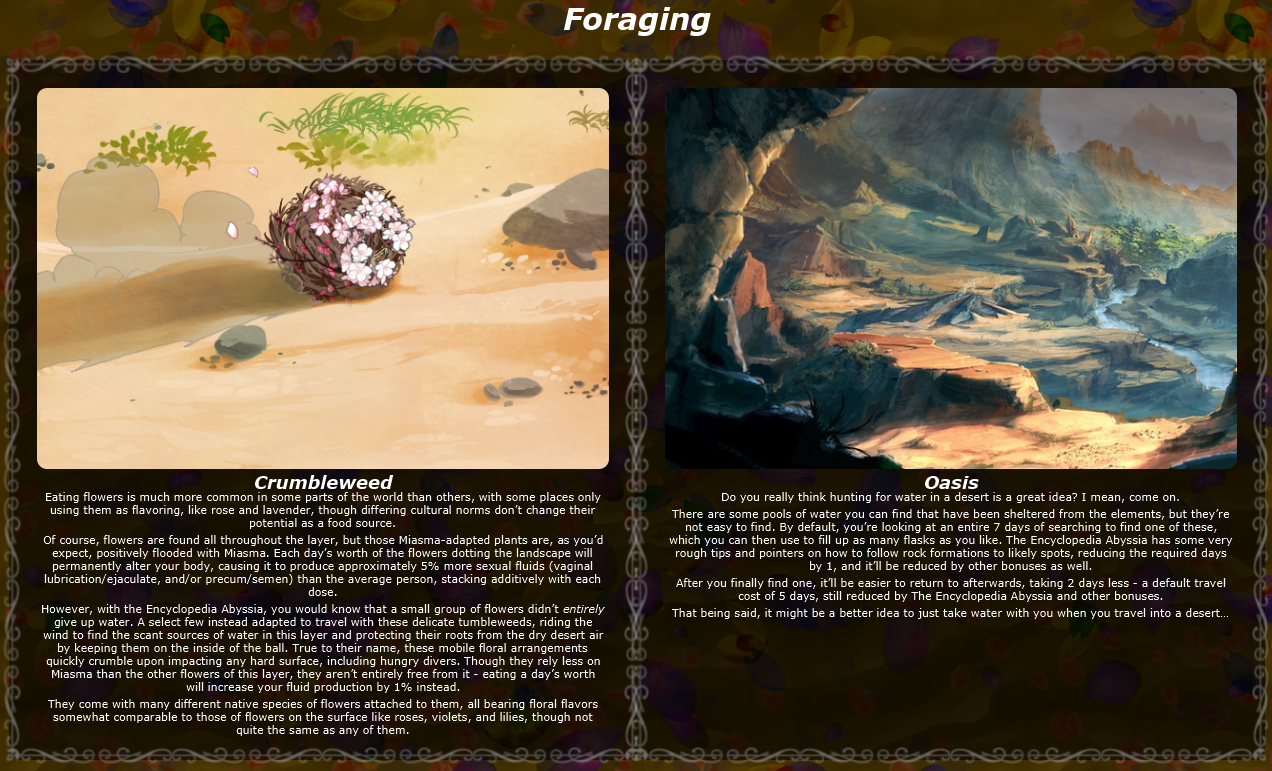 Foraging
Crumbleweed
Eating flowers is much more common in some parts of the world than others, with some places only
using them as flavoring, like rose and lavender, though differing cultural norms don’t change their
potential as a food source.
Of course, flowers are found all throughout the layer, but those Miasma-adapted plants are, as you’d
expect, positively flooded with Miasma. Each day’s worth of the flowers dotting the landscape will
permanently alter your body, causing it to produce approximately 5% more sexual fluids (vaginal
lubrication/ejaculate, and/or precum/semen) than the average person, stacking additively with each
dose.
However, with the Encyclopedia Abyssia, you would know that a small group of flowers didn’t entirely
give up water. A select few instead adapted to travel with these delicate tumbleweeds, riding the
wind to find the scant sources of water in this layer and protecting their roots from the dry desert air
by keeping them on the inside of the ball. True to their name, these mobile floral arrangements
quickly crumble upon impacting any hard surface, including hungry divers. Though they rely less on
Miasma than the other flowers of this layer, they aren’t entirely free from it - eating a day’s worth
will increase your fluid production by 1% instead.
They come with many different native species of flowers attached to them, all bearing floral flavors
somewhat comparable to those of flowers on the surface like roses, violets, and lilies, though not
quite the same as any of them.
Oasis
Do you really think hunting for water in a desert is a great idea? I mean, come on.
There are some pools of water you can find that have been sheltered from the elements, but they’re
not easy to find. By default, you’re looking at an entire 7 days of searching to find one of these,
which you can then use to fill up as many flasks as you like. The Encyclopedia Abyssia has some very
rough tips and pointers on how to follow rock formations to likely spots, reducing the required days
by 1, and it’ll be reduced by other bonuses as well.
After you finally find one, it’ll be easier to return to afterwards, taking 2 days less - a default travel
cost of 5 days, still reduced by The Encyclopedia Abyssia and other bonuses.
That being said, it might be a better idea to just take water with you when you travel into a desert...